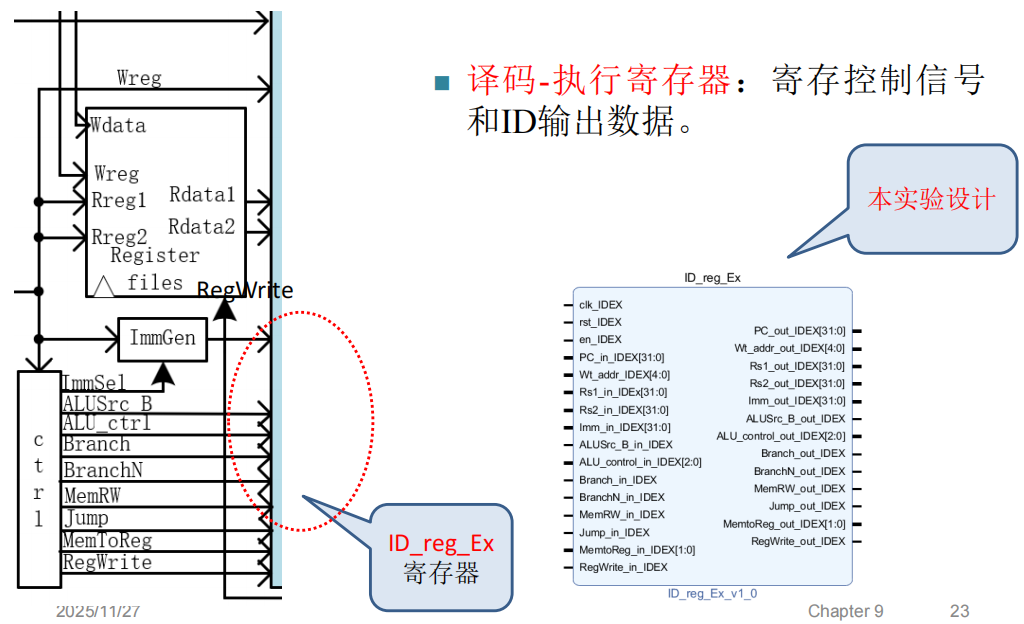 Wreg
Wdata
Wreg
Rreg1
Rdata1
Rreg2
Rdata2
Register
files
RegWrite
ImmGen
ctrl
ImmSel
ALUSrc_B
ALU_ctrl
Branch
BranchN
MemRW
Jump
MemToReg
RegWrite
ID_reg_Ex
寄存器
译码-执行寄存器：寄存控制信号
和ID输出数据。
本实验设计
ID_reg_Ex
clk_IDEX
rst_IDEX
en_IDEX
PC_in_IDEX[31:0]
Wt_addr_IDEX[4:0]
Rs1_in_IDEx[31:0]
Rs2_in_IDEX[31:0]
Imm_in_IDEX[31:0]
ALUSrc_B_in_IDEX
ALU_control_in_IDEX[2:0]
Branch_in_IDEX
BranchN_in_IDEX
MemRW_in_IDEX
Jump_in_IDEX
MemtoReg_in_IDEX[1:0]
RegWrite_in_IDEX
PC_out_IDEX[31:0]
Wt_addr_out_IDEX[4:0]
Rs1_out_IDEX[31:0]
Rs2_out_IDEX[31:0]
Imm_out_IDEX[31:0]
ALUSrc_B_out_IDEX
ALU_control_out_IDEX[2:0]
Branch_out_IDEX
BranchN_out_IDEX
MemRW_out_IDEX
Jump_out_IDEX
MemtoReg_out_IDEX[1:0]
RegWrite_out_IDEX
ID_reg_Ex_v1_0
2025/11/27
Chapter 9
23